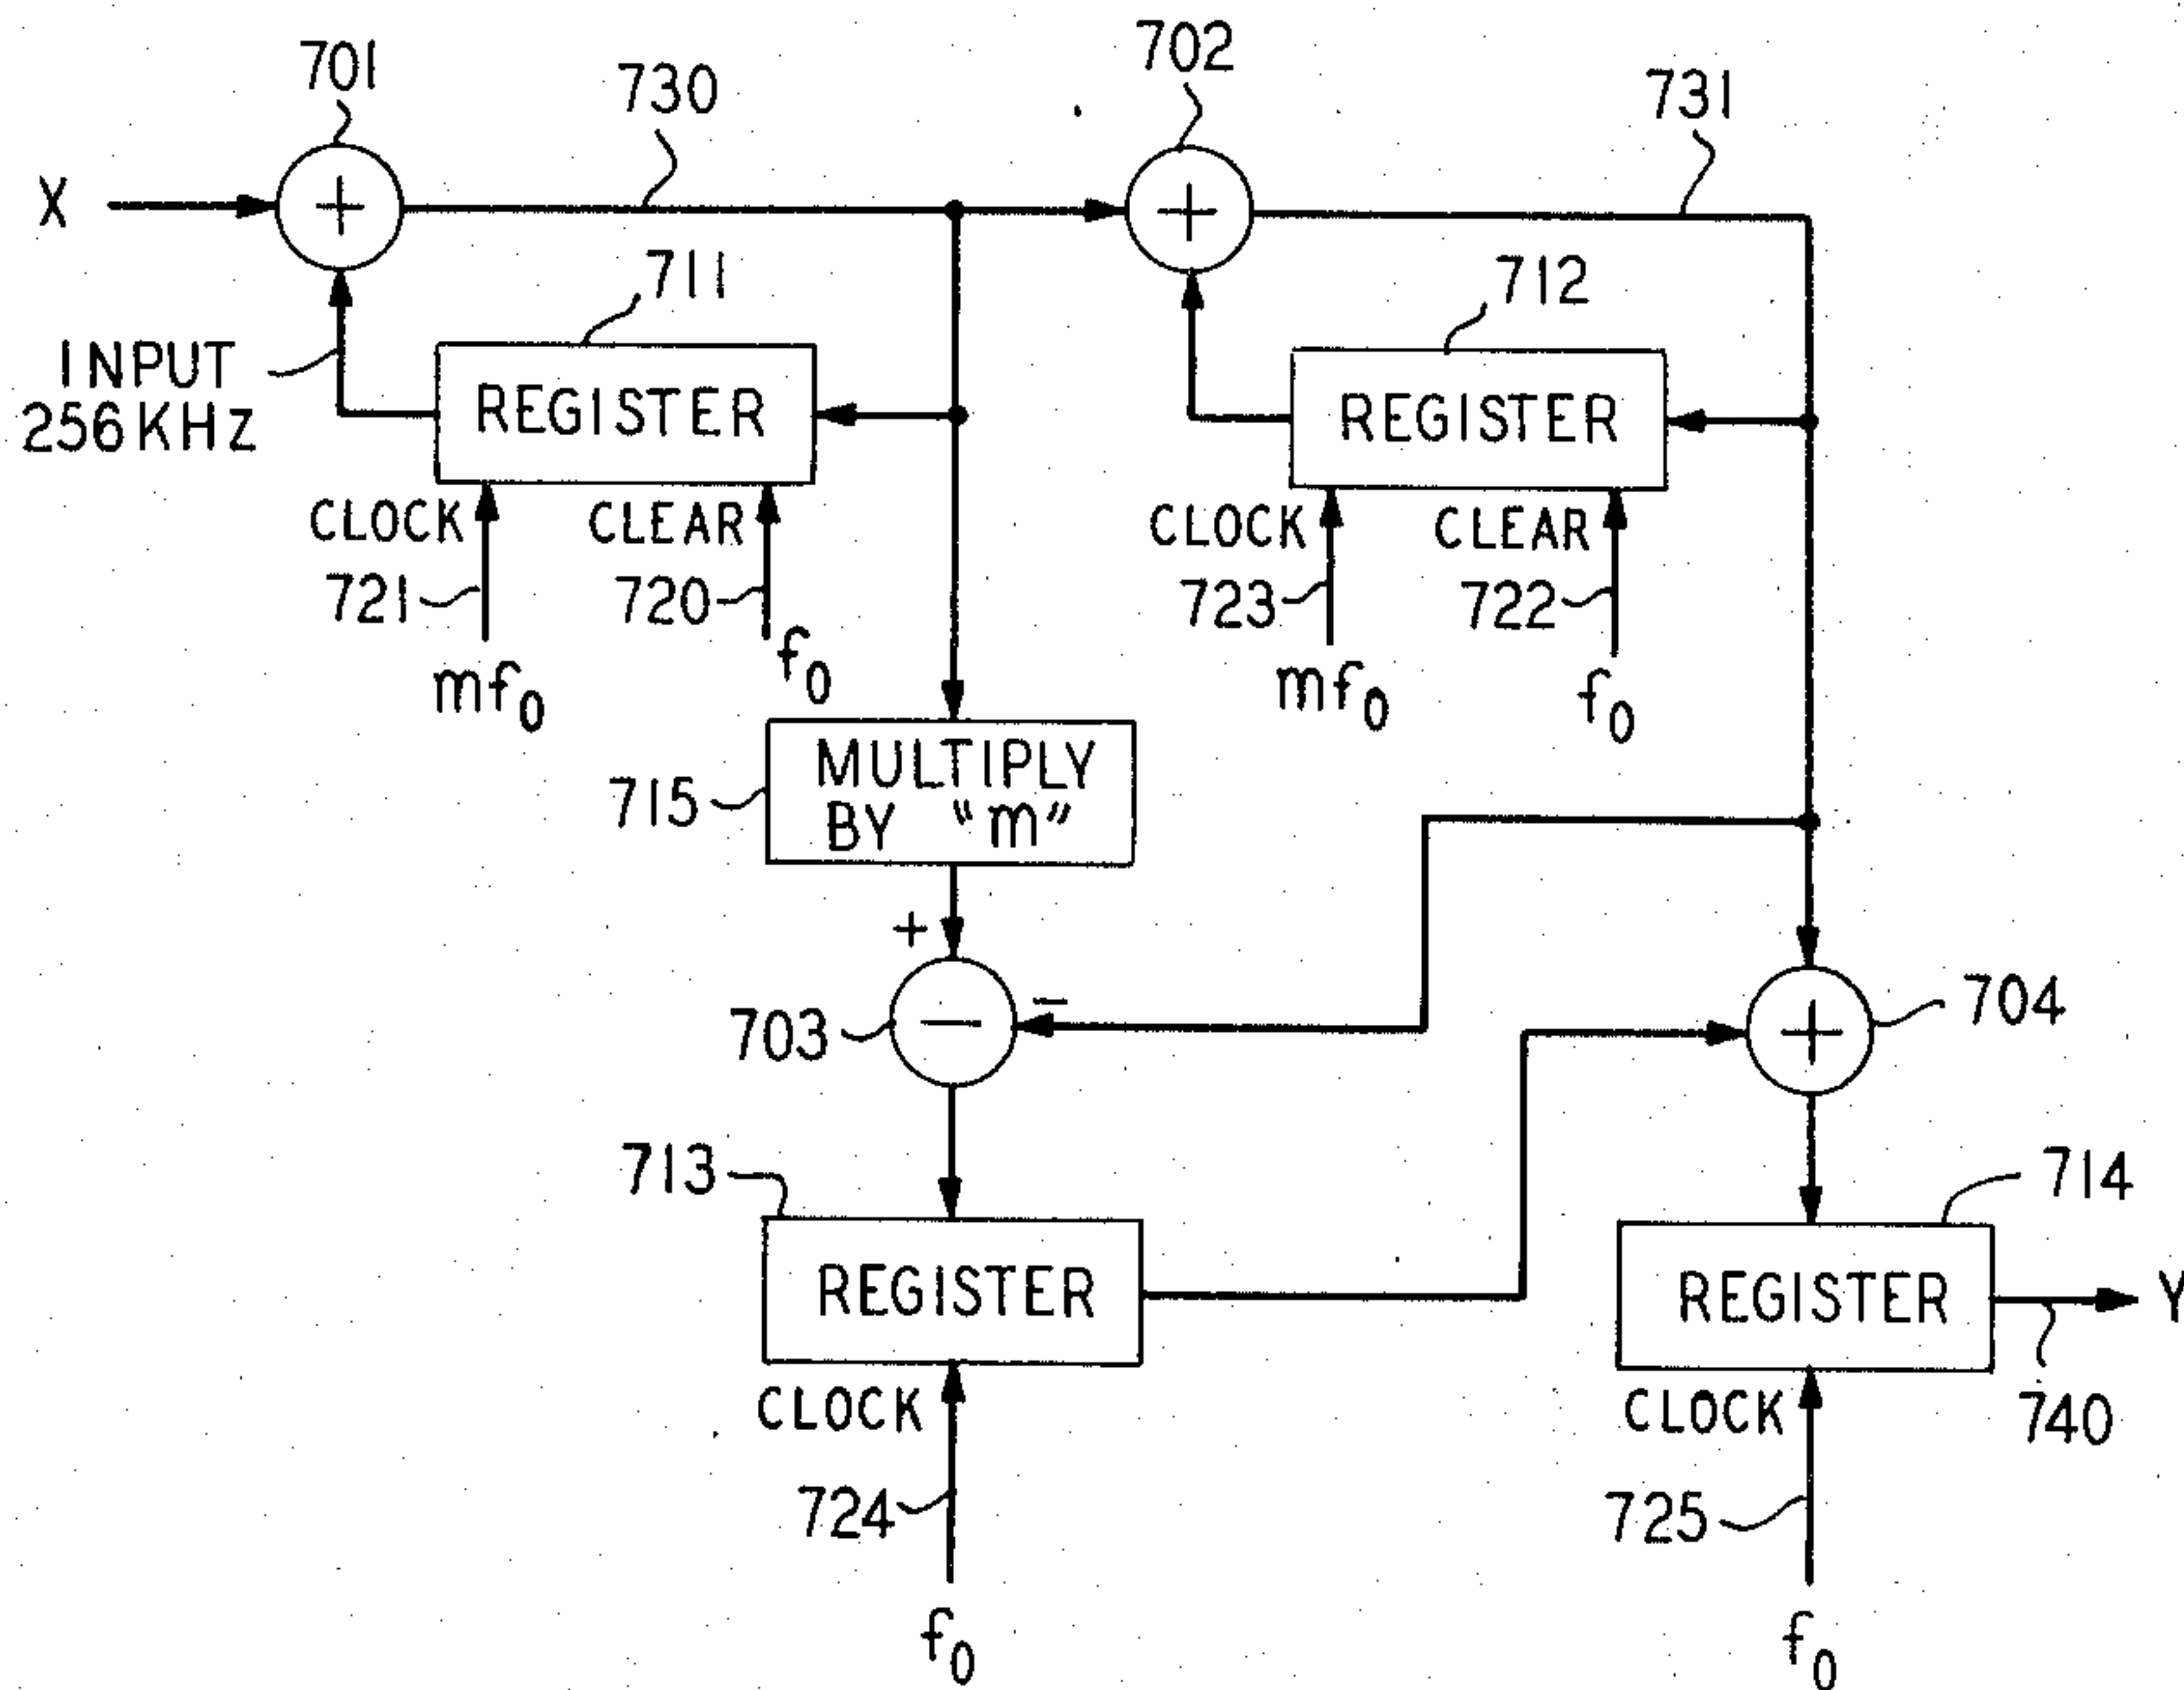 701
730
702
731
X
+
+
711
712
INPUT
256 KHz
REGISTER
REGISTER
CLOCK
CLEAR
CLOCK
CLEAR
721
720
723
722
mf0
f0
mf0
f0
715
MULTIPLY
BY "m"
+
703
−
−
+
704
713
714
REGISTER
REGISTER
Y
CLOCK
CLOCK
740
724
725
f0
f0